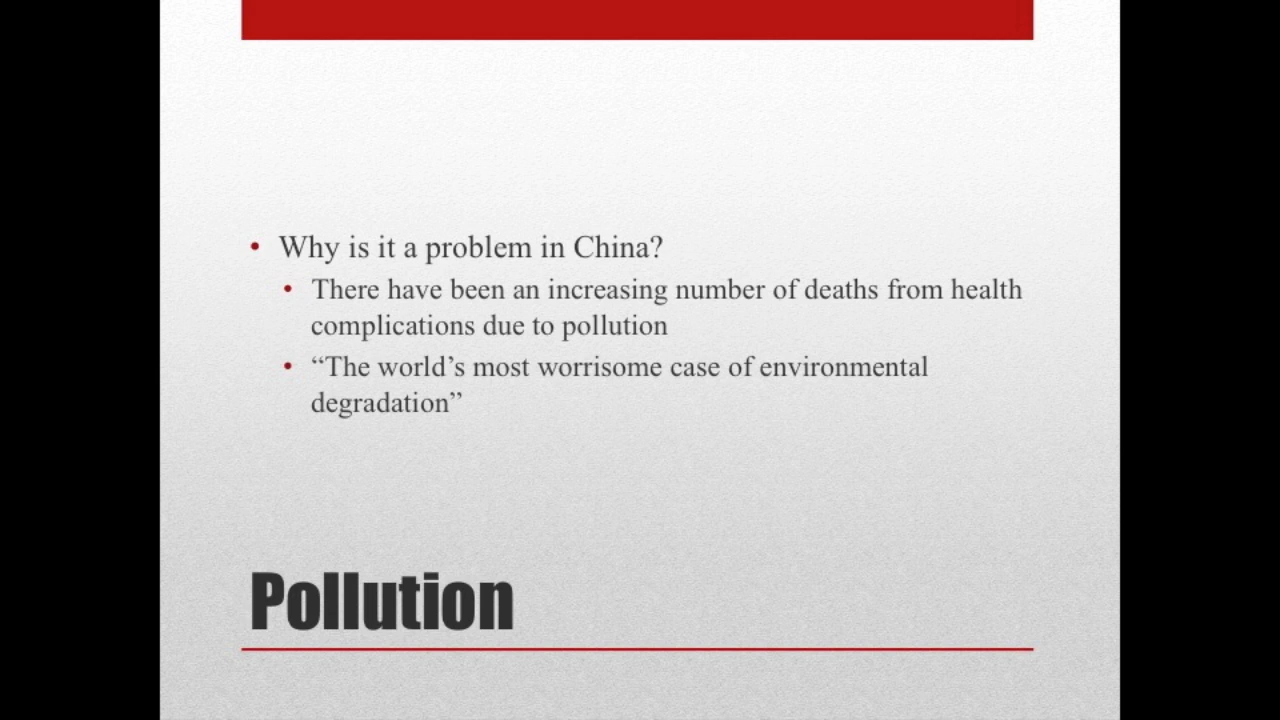 • Why is it a problem in China?
• There have been an increasing number of deaths from health
complications due to pollution
• “The world’s most worrisome case of environmental
degradation”
Pollution